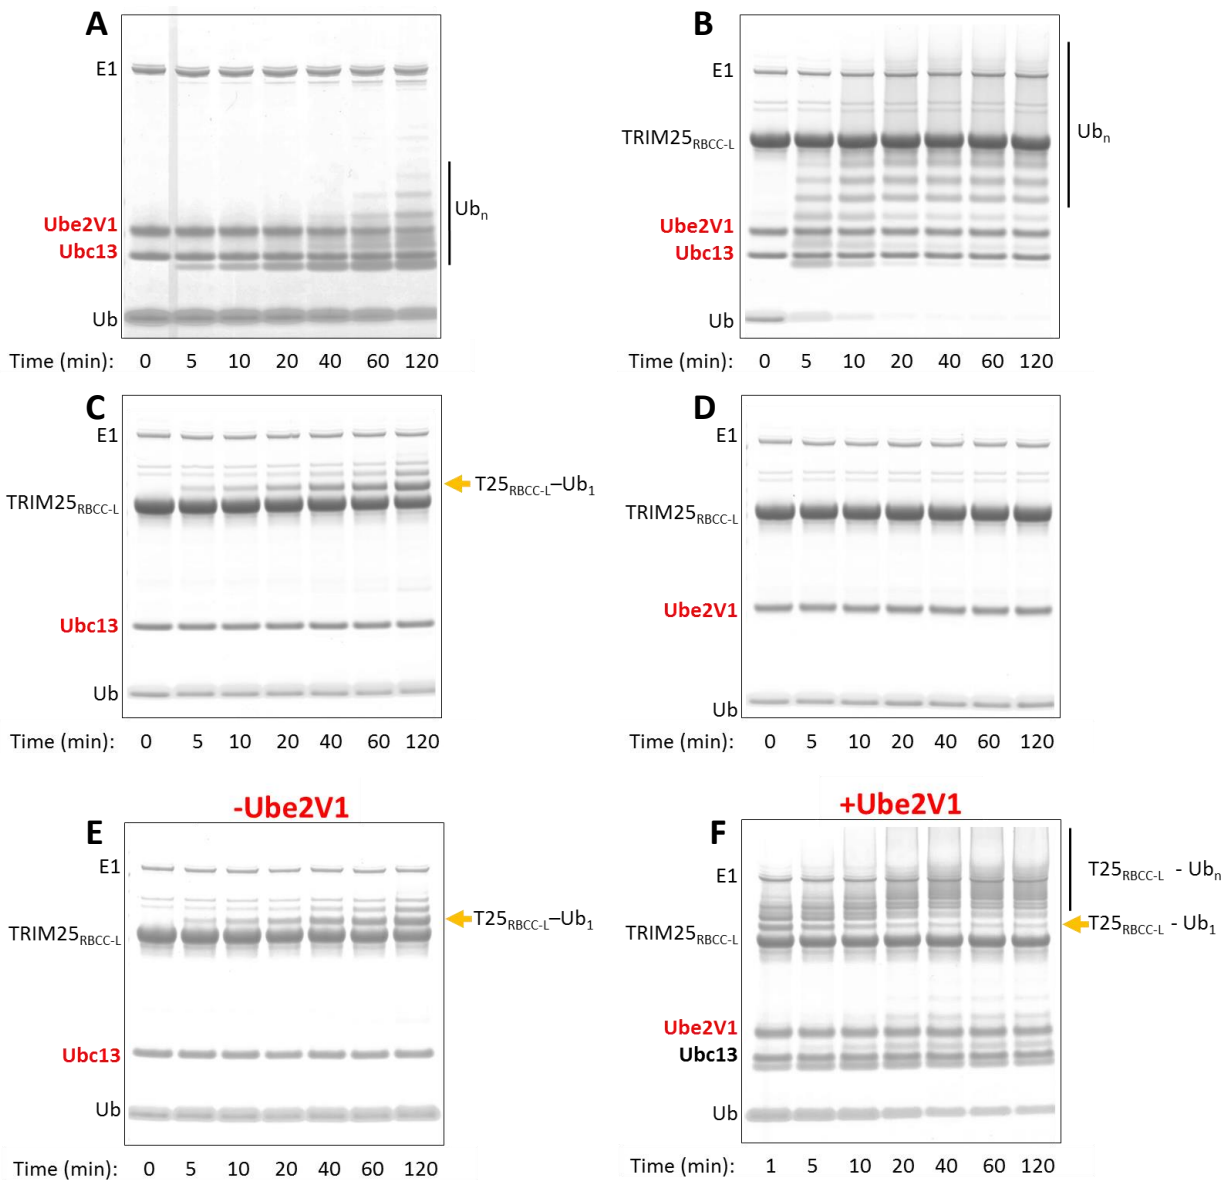 A
E1
Ube2V1
Ubc13
Ub
Ubn
Time (min): 0 5 10 20 40 60 120
B
E1
TRIM25RBCC-L
Ube2V1
Ubc13
Ub
Ubn
Time (min): 0 5 10 20 40 60 120
C
E1
TRIM25RBCC-L
Ubc13
Ub
T25RBCC-L–Ub1
Time (min): 0 5 10 20 40 60 120
D
E1
TRIM25RBCC-L
Ube2V1
Ub
Time (min): 0 5 10 20 40 60 120
-Ube2V1
E
E1
TRIM25RBCC-L
Ubc13
Ub
T25RBCC-L–Ub1
Time (min): 0 5 10 20 40 60 120
+Ube2V1
F
E1
TRIM25RBCC-L
Ube2V1
Ubc13
Ub
T25RBCC-L - Ubn
T25RBCC-L - Ub1
Time (min): 1 5 10 20 40 60 120